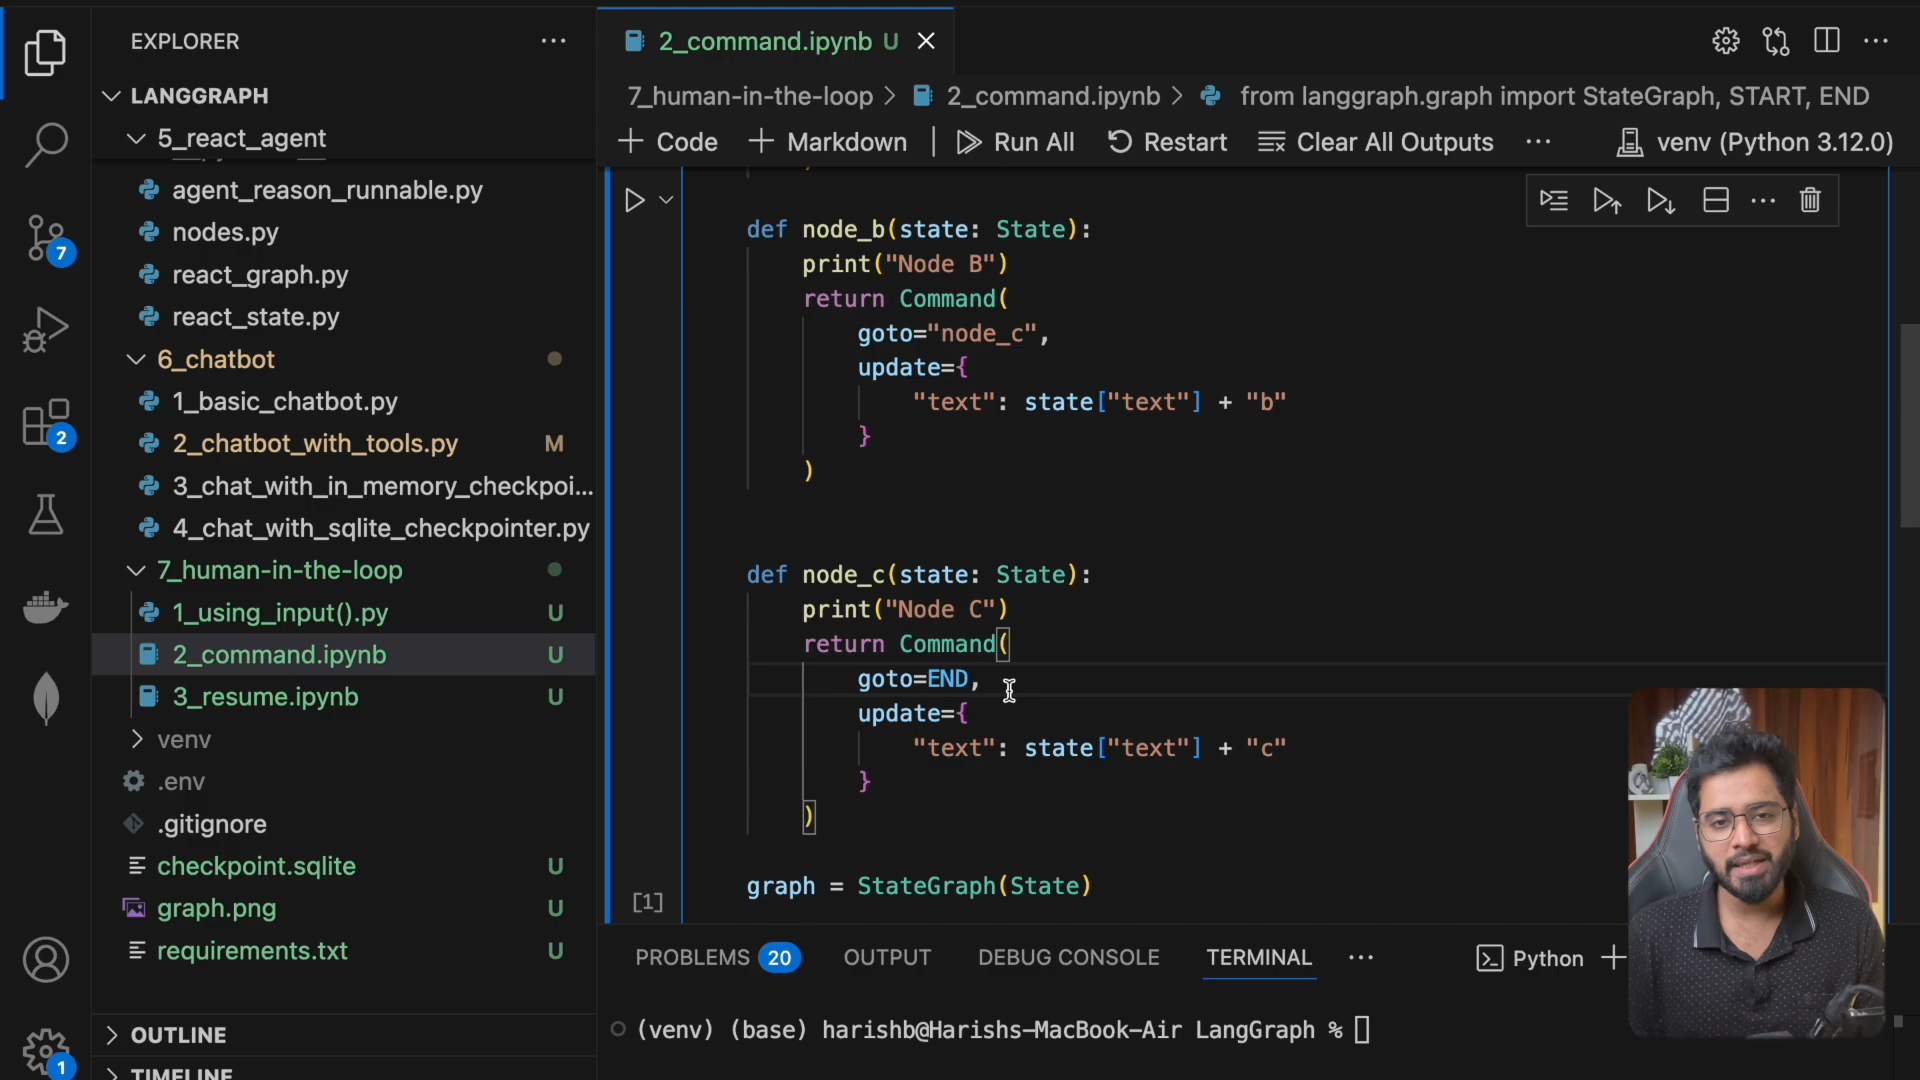 EXPLORER
LANGGRAPH
5_react_agent
agent_reason_runnable.py
nodes.py
react_graph.py
react_state.py
6_chatbot
1_basic_chatbot.py
2_chatbot_with_tools.py M
3_chat_with_in_memory_checkpoi...
4_chat_with_sqlite_checkpointer.py
7_human-in-the-loop
1_using_input().py U
2_command.ipynb U
3_resume.ipynb U
venv
.env
.gitignore
checkpoint.sqlite U
graph.png U
requirements.txt U
OUTLINE
TIMELINE
7
2
1
2_command.ipynb U
7_human-in-the-loop > 2_command.ipynb > from langgraph.graph import StateGraph, START, END
+ Code + Markdown | Run All Restart Clear All Outputs ... venv (Python 3.12.0)
def node_b(state: State):
print("Node B")
return Command(
goto="node_c",
update={
"text": state["text"] + "b"
}
)
def node_c(state: State):
print("Node C")
return Command(
goto=END,
update={
"text": state["text"] + "c"
}
)
graph = StateGraph(State)
[1]
PROBLEMS 20 OUTPUT DEBUG CONSOLE TERMINAL ... Python +
(venv) (base) harishb@Harishs-MacBook-Air LangGraph %